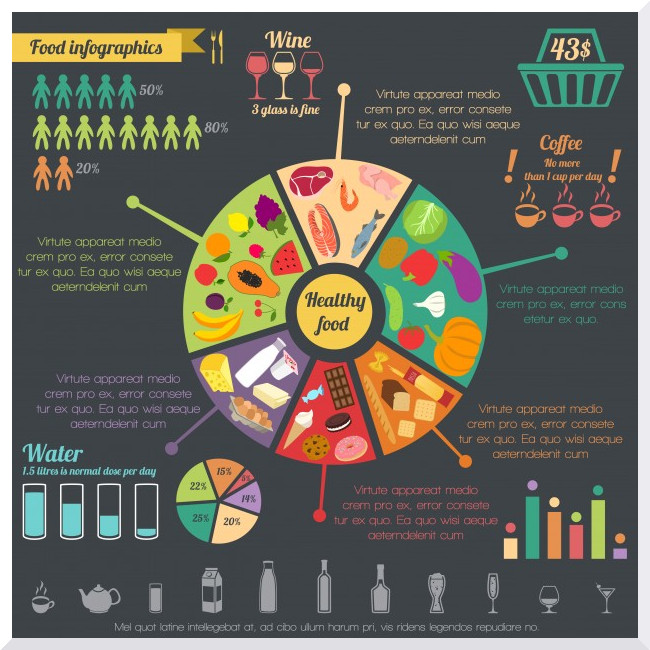 Food infographics
50%
80%
20%
Wine
3 glass is fine
43$
Virtute appareat medio
crem pro ex, error consete
tur ex quo. Ea quo wisi aeque
aeterndelenit cum
Coffee
No more
than 1 cup per day
! !
Virtute appareat medio
crem pro ex, error consete
tur ex quo. Ea quo wisi aeque
aeterndelenit cum
Healthy
food
Virtute appareat medio
crem pro ex, error cons
etetur ex quo.
Virtute appareat medio
crem pro ex, error consete
tur ex quo. Ea quo wisi aeque
aeterndelenit cum
Virtute appareat medio
crem pro ex, error consete
tur ex quo. Ea quo wisi aeque
aeterndelenit cum
Water
1.5 litres is normal dose per day
22%
15%
14%
25%
20%
Virtute appareat medio
crem pro ex, error consete
tur ex quo. Ea quo wisi aeque
aeterndelenit cum
Mel quot latine intellegebat at, ad cibo ullum harum pri, vis ridens legendos repudiare no.